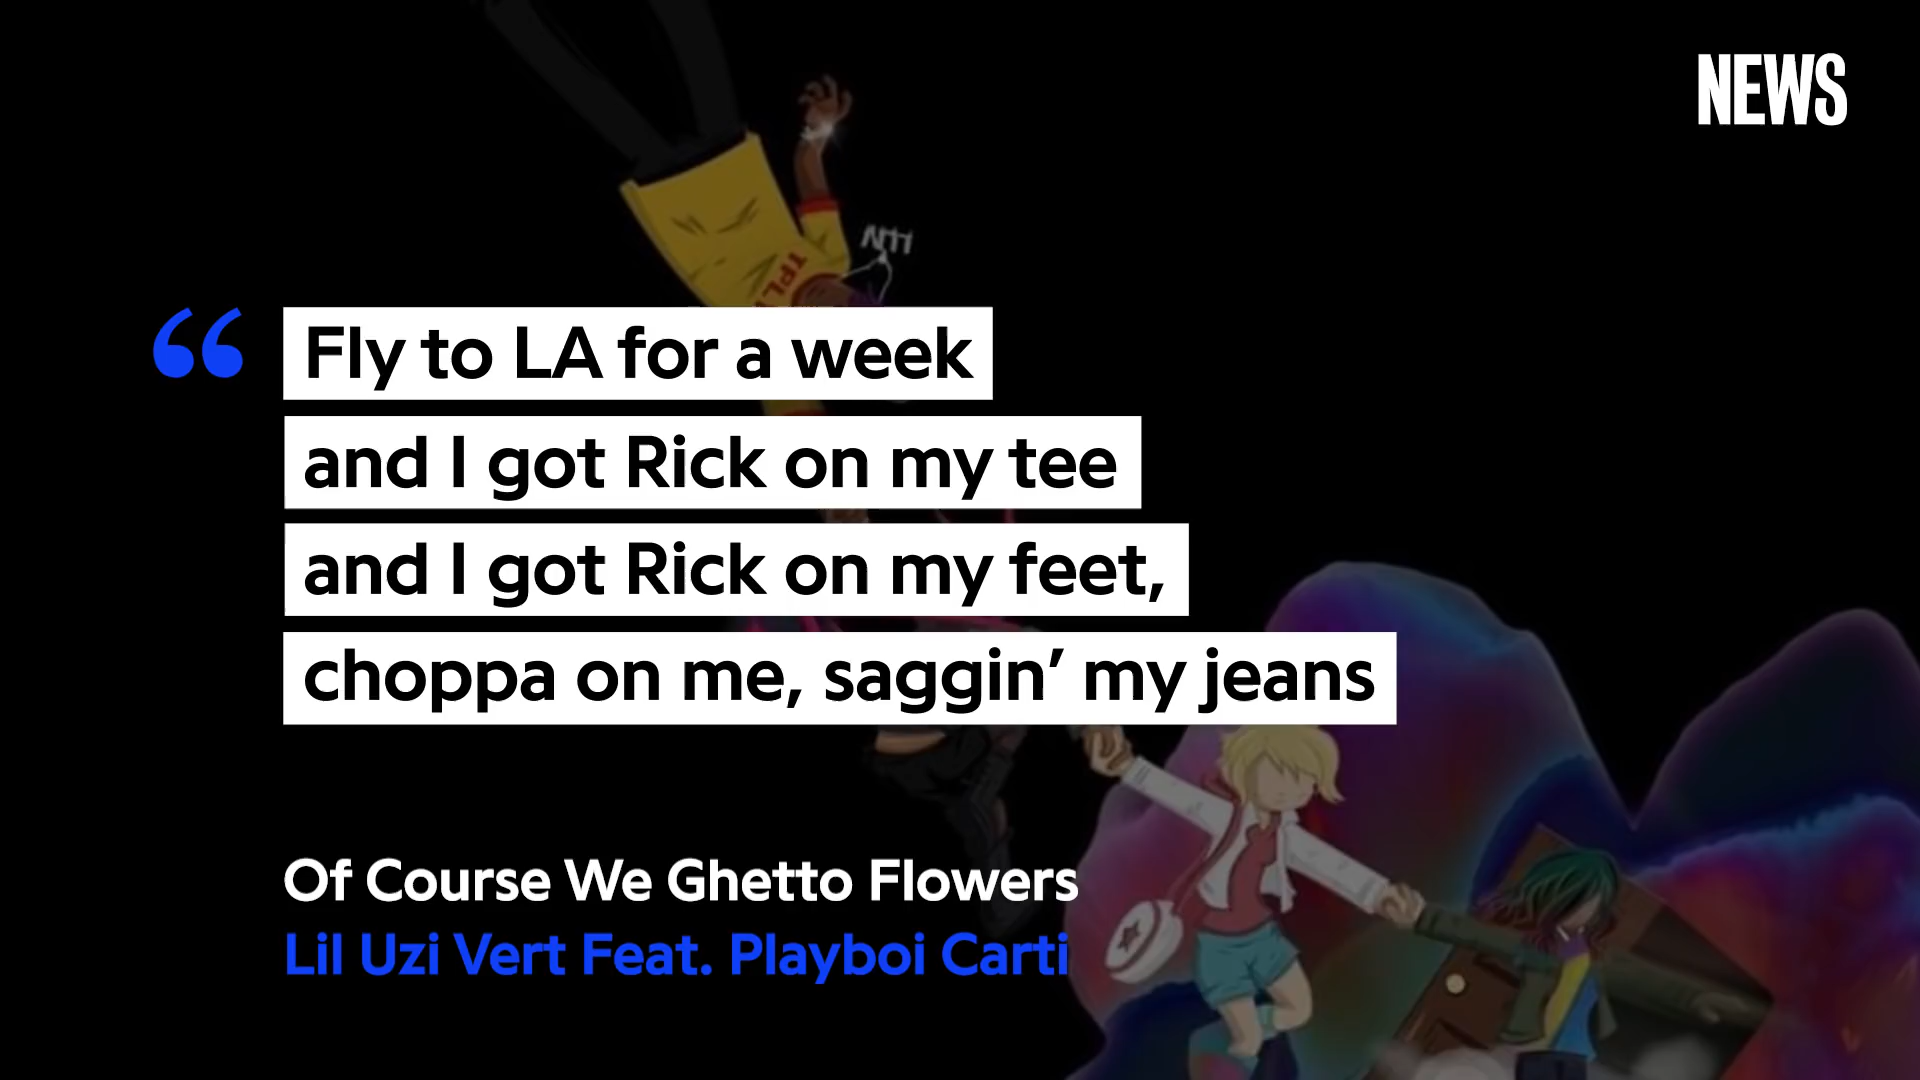 NEWS
“Fly to LA for a week
and I got Rick on my tee
and I got Rick on my feet,
choppa on me, saggin’ my jeans
Of Course We Ghetto Flowers
Lil Uzi Vert Feat. Playboi Carti